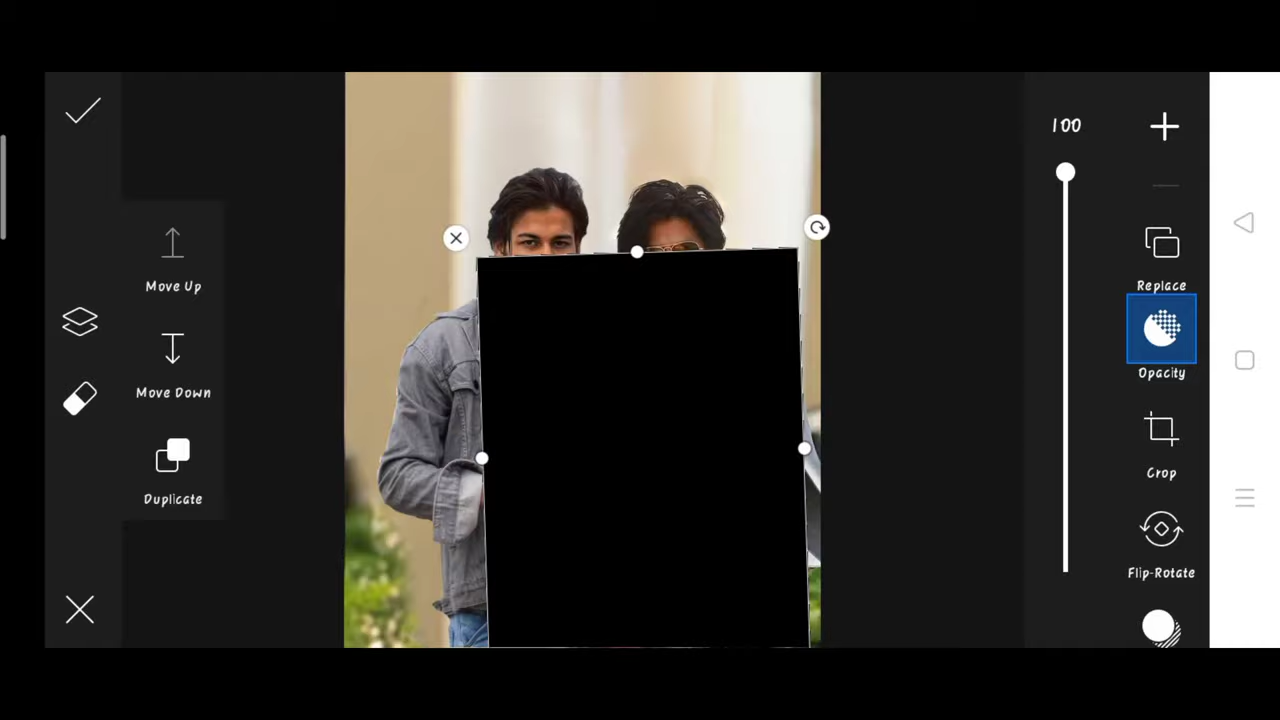 100
Move Up
Replace
Opacity
Move Down
Crop
Duplicate
Flip-Rotate